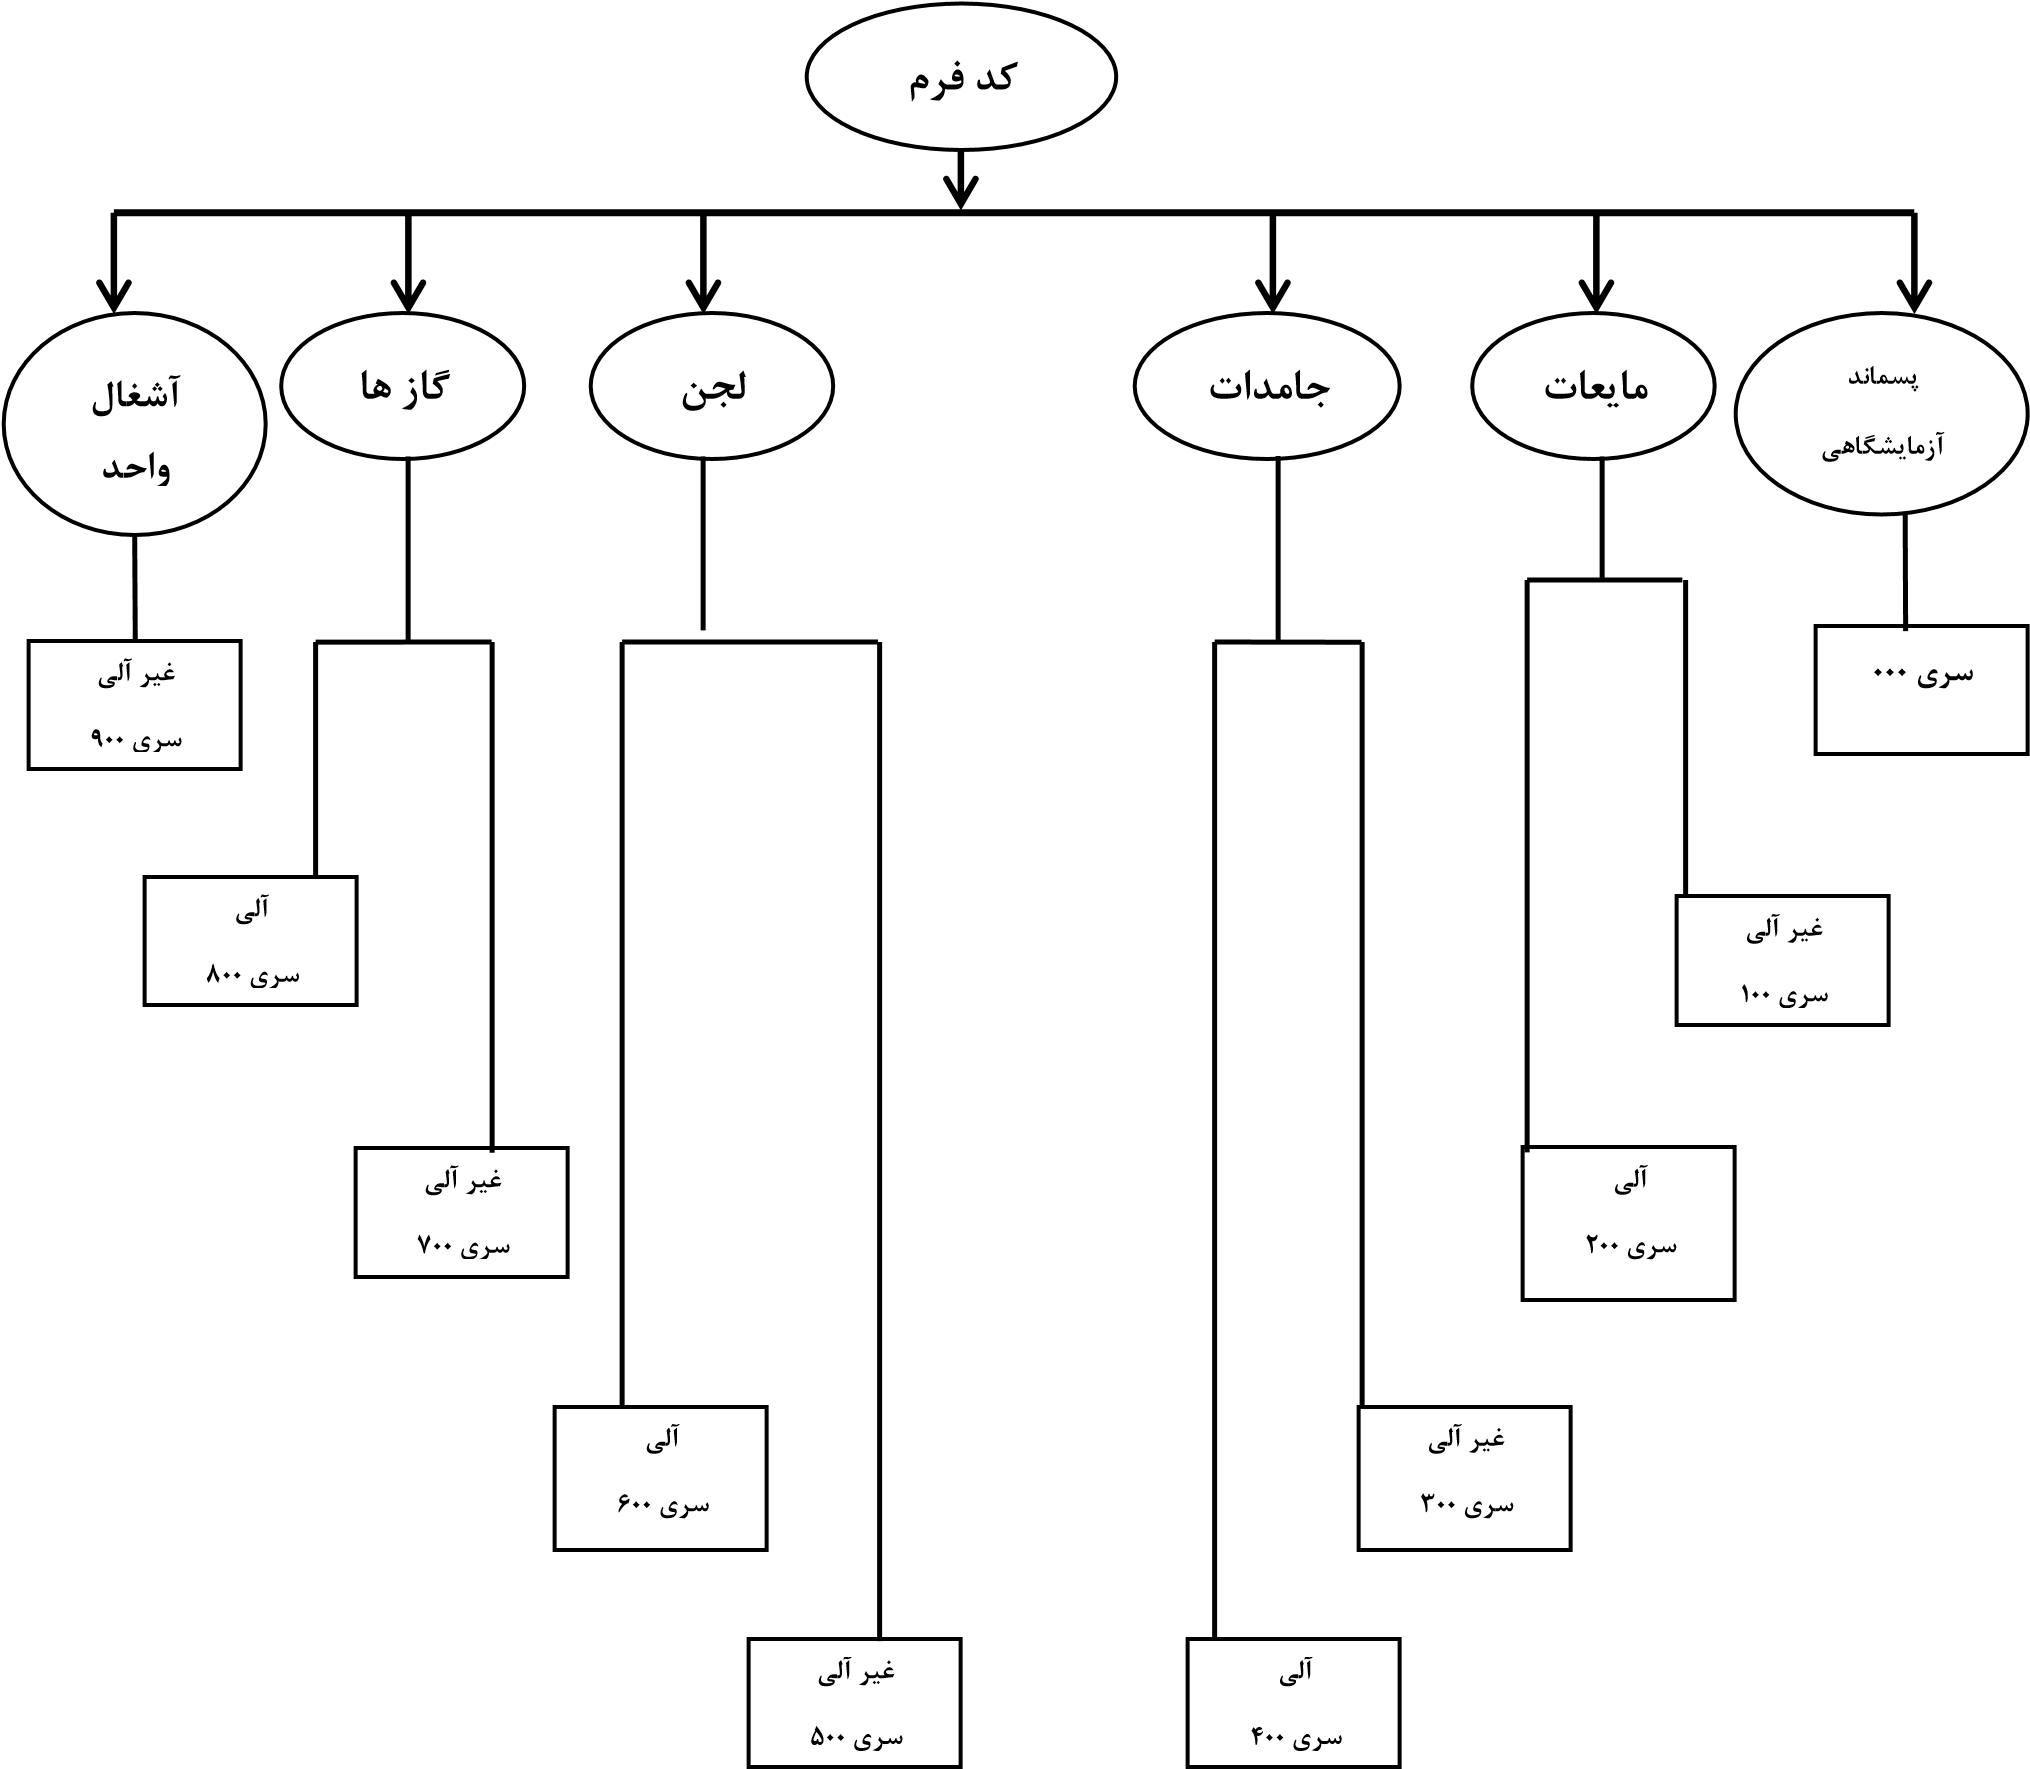 کد فرم
پسماند
آزمایشگاهی
مایعات
جامدات
لجن
گاز ها
آشغال
واحد
سری ۰۰۰
غیر آلی
سری ۹۰۰
آلی
سری ۸۰۰
غیر آلی
سری ۱۰۰
آلی
سری ۲۰۰
غیر آلی
سری ۷۰۰
غیر آلی
سری ۳۰۰
آلی
سری ۶۰۰
آلی
سری ۴۰۰
غیر آلی
سری ۵۰۰